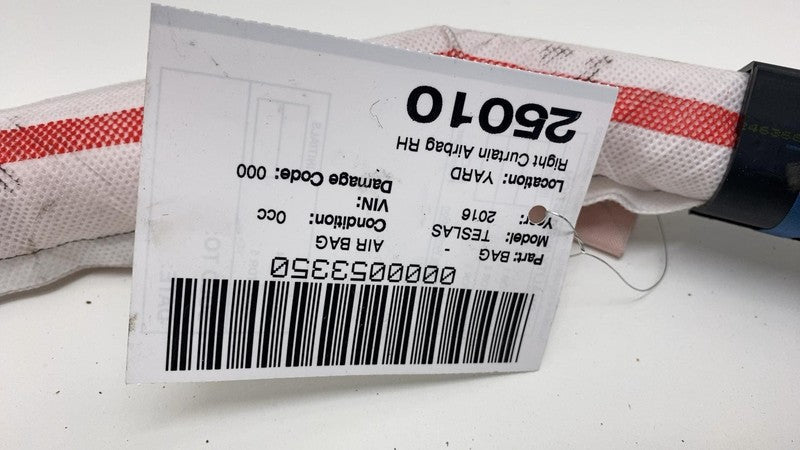 0000053350
Part: BAG - AIR BAG
Model: TESLAS Condition: 0cc
Year: 2016 VIN:
Location: YARD Damage Code: 000
Right Curtain Airbag RH
25010